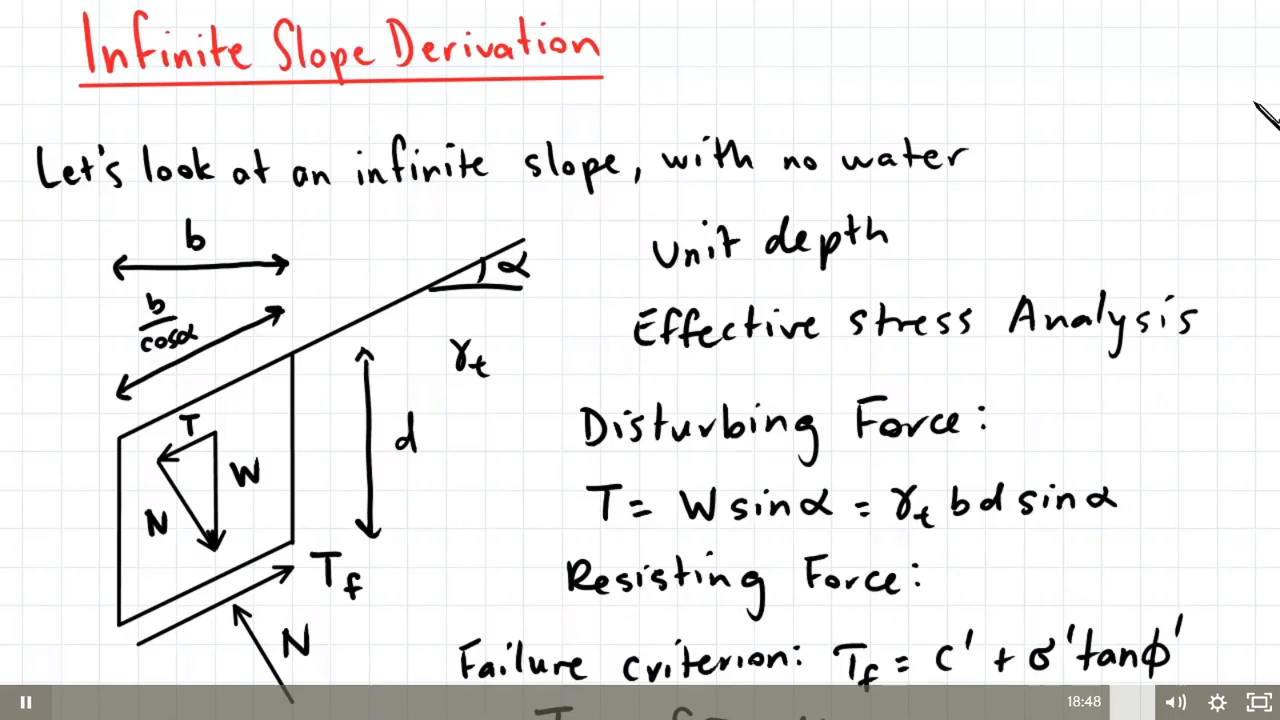 Infinite Slope Derivation
Let's look at an infinite slope, with no water
b
Unit depth
α
b/cosα
Effective stress Analysis
γt
T
d
Disturbing Force:
W
N
T = W sinα = γt bd sinα
Tf
Resisting Force:
N
Failure criterion: Tf = c' + σ'tanϕ'
18:48